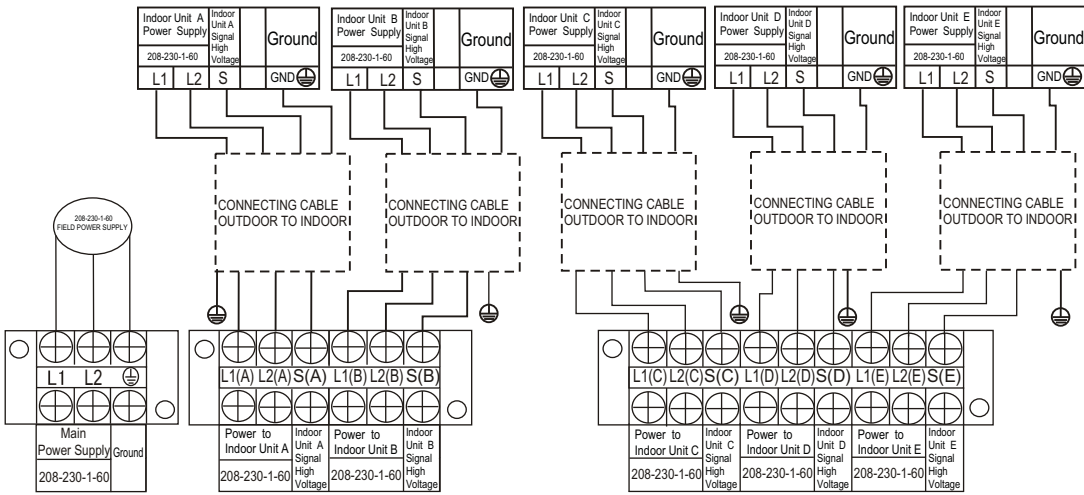 Indoor Unit A
Power Supply
208-230-1-60
Indoor
Unit A
Signal
High
Voltage
Ground
L1 L2 S GND
Indoor Unit B
Power Supply
208-230-1-60
Indoor
Unit B
Signal
High
Voltage
Ground
L1 L2 S GND
Indoor Unit C
Power Supply
208-230-1-60
Indoor
Unit C
Signal
High
Voltage
Ground
L1 L2 S GND
Indoor Unit D
Power Supply
208-230-1-60
Indoor
Unit D
Signal
High
Voltage
Ground
L1 L2 S GND
Indoor Unit E
Power Supply
208-230-1-60
Indoor
Unit E
Signal
High
Voltage
Ground
L1 L2 S GND
CONNECTING CABLE
OUTDOOR TO INDOOR
CONNECTING CABLE
OUTDOOR TO INDOOR
CONNECTING CABLE
OUTDOOR TO INDOOR
CONNECTING CABLE
OUTDOOR TO INDOOR
CONNECTING CABLE
OUTDOOR TO INDOOR
208-230-1-60
FIELD POWER SUPPLY
L1 L2
Main
Power Supply
208-230-1-60
Ground
L1(A) L2(A) S(A) L1(B) L2(B) S(B)
Power to
Indoor Unit A
208-230-1-60
Indoor
Unit A
Signal
High
Voltage
Power to
Indoor Unit B
208-230-1-60
Indoor
Unit B
Signal
High
Voltage
L1(C) L2(C) S(C) L1(D) L2(D) S(D) L1(E) L2(E) S(E)
Power to
Indoor Unit C
208-230-1-60
Indoor
Unit C
Signal
High
Voltage
Power to
Indoor Unit D
208-230-1-60
Indoor
Unit D
Signal
High
Voltage
Power to
Indoor Unit E
208-230-1-60
Indoor
Unit E
Signal
High
Voltage